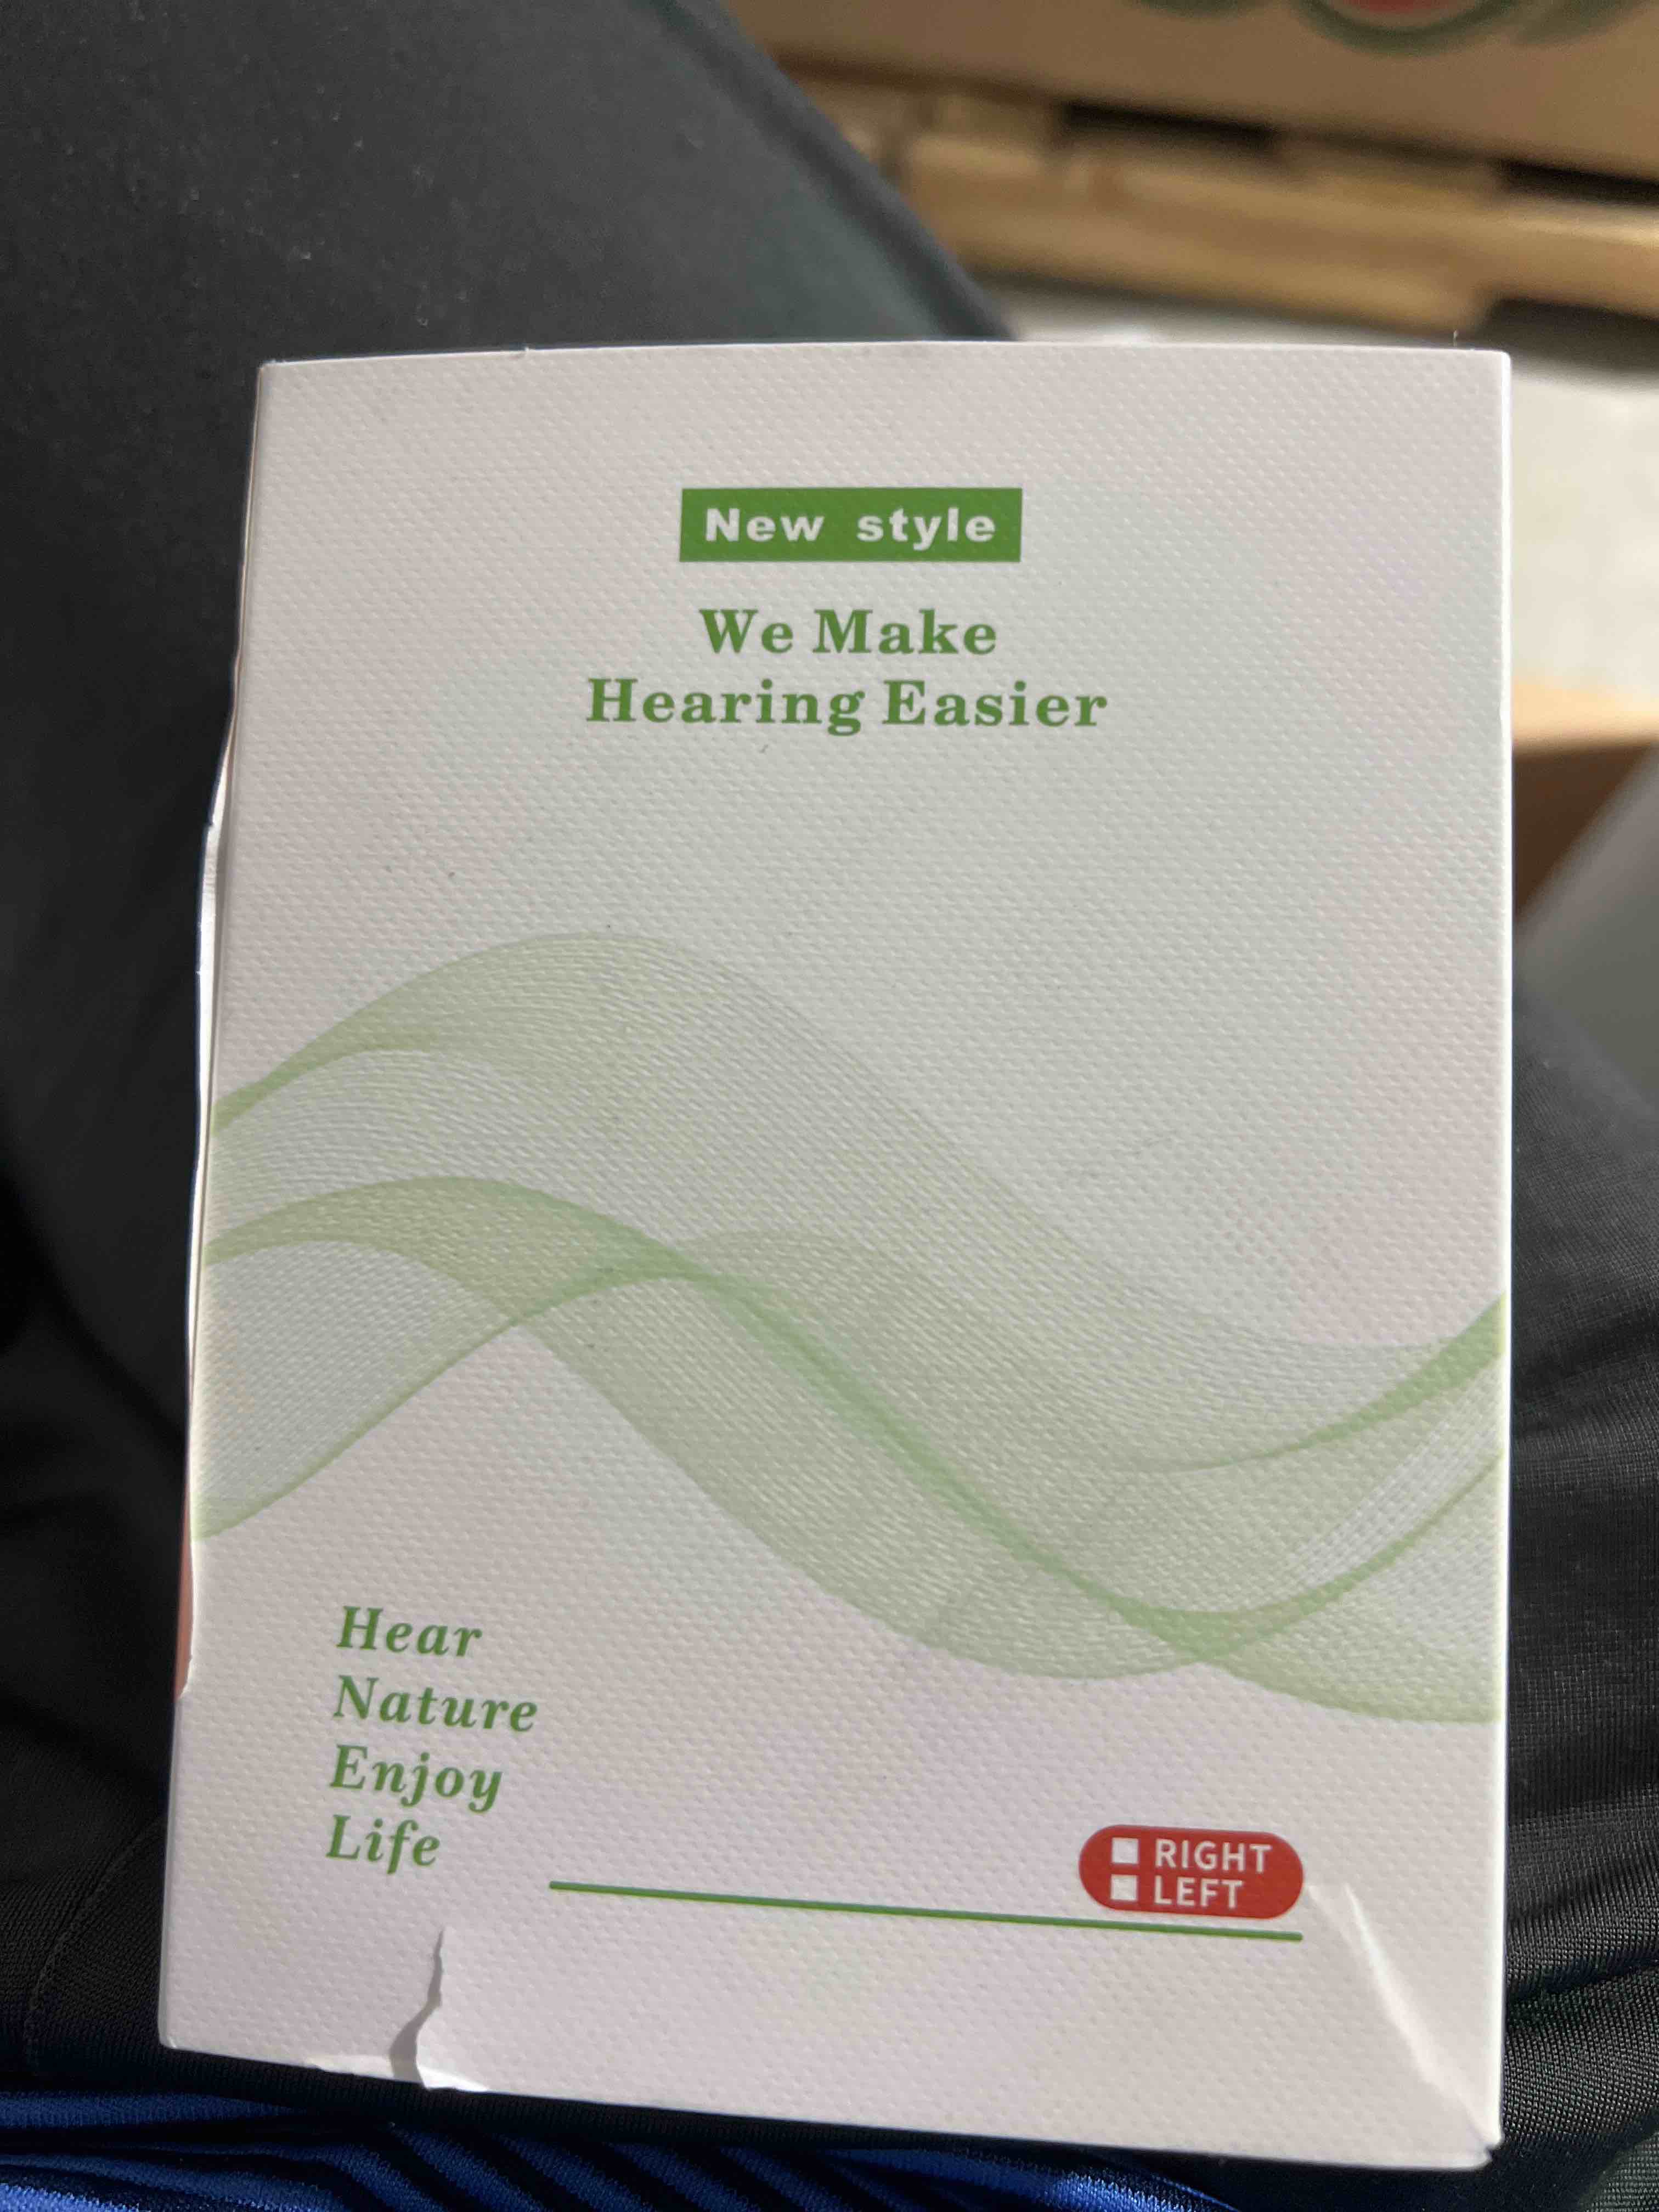 New style
We Make
Hearing Easier
Hear
Nature
Enjoy
Life
RIGHT
LEFT